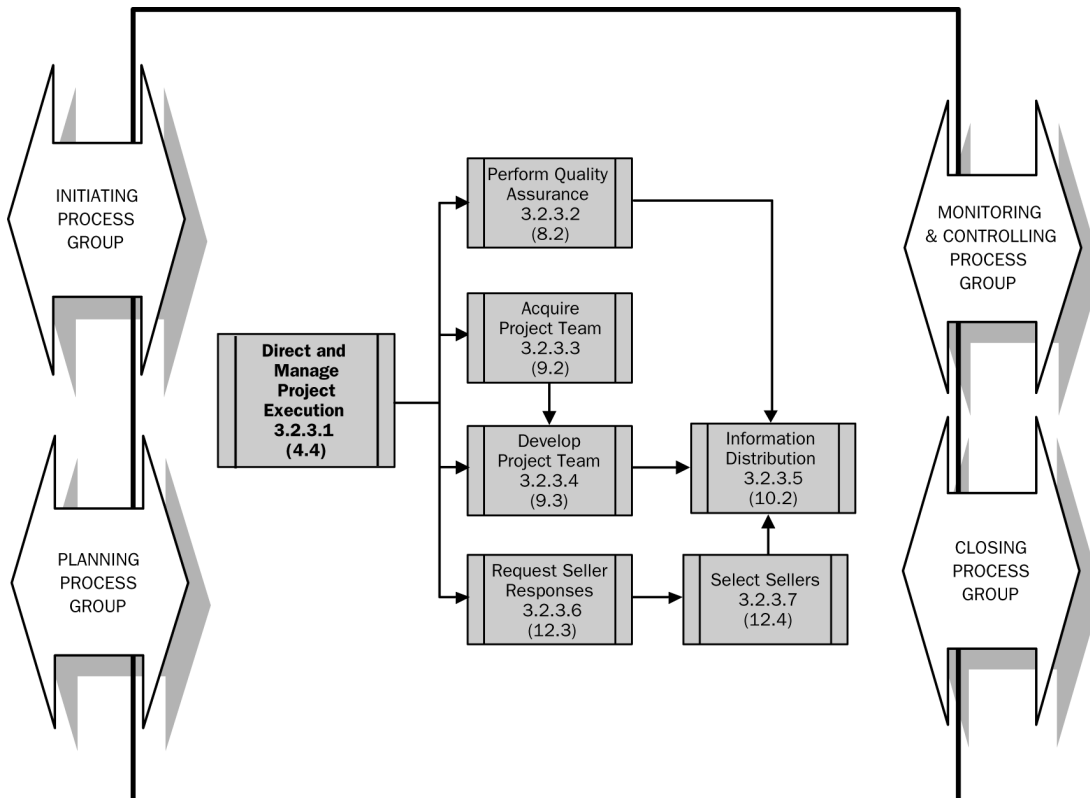 INITIATING
PROCESS
GROUP
PLANNING
PROCESS
GROUP
Direct and
Manage
Project
Execution
3.2.3.1
(4.4)
Perform Quality
Assurance
3.2.3.2
(8.2)
Acquire
Project Team
3.2.3.3
(9.2)
Develop
Project Team
3.2.3.4
(9.3)
Request Seller
Responses
3.2.3.6
(12.3)
Information
Distribution
3.2.3.5
(10.2)
Select Sellers
3.2.3.7
(12.4)
MONITORING
& CONTROLLING
PROCESS
GROUP
CLOSING
PROCESS
GROUP